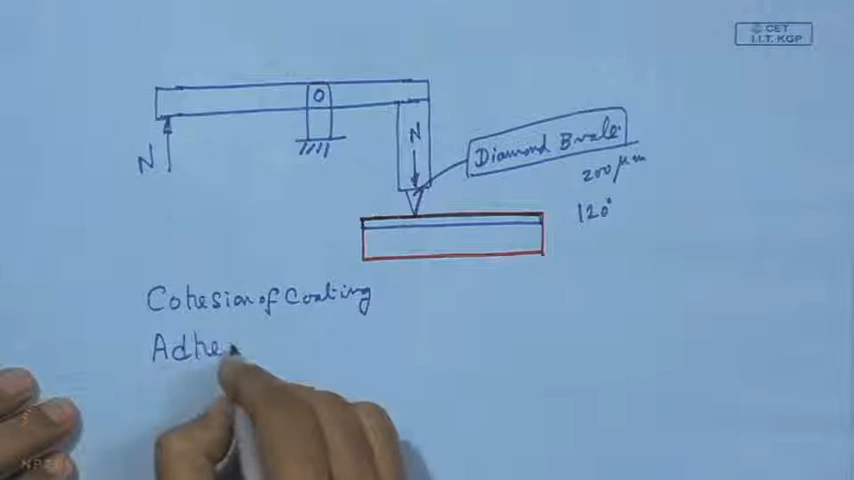 © CET
I.I.T. KGP
O
N
N
Diamond Brale
200 μm
120°
Cohesion of Coating
Adhe